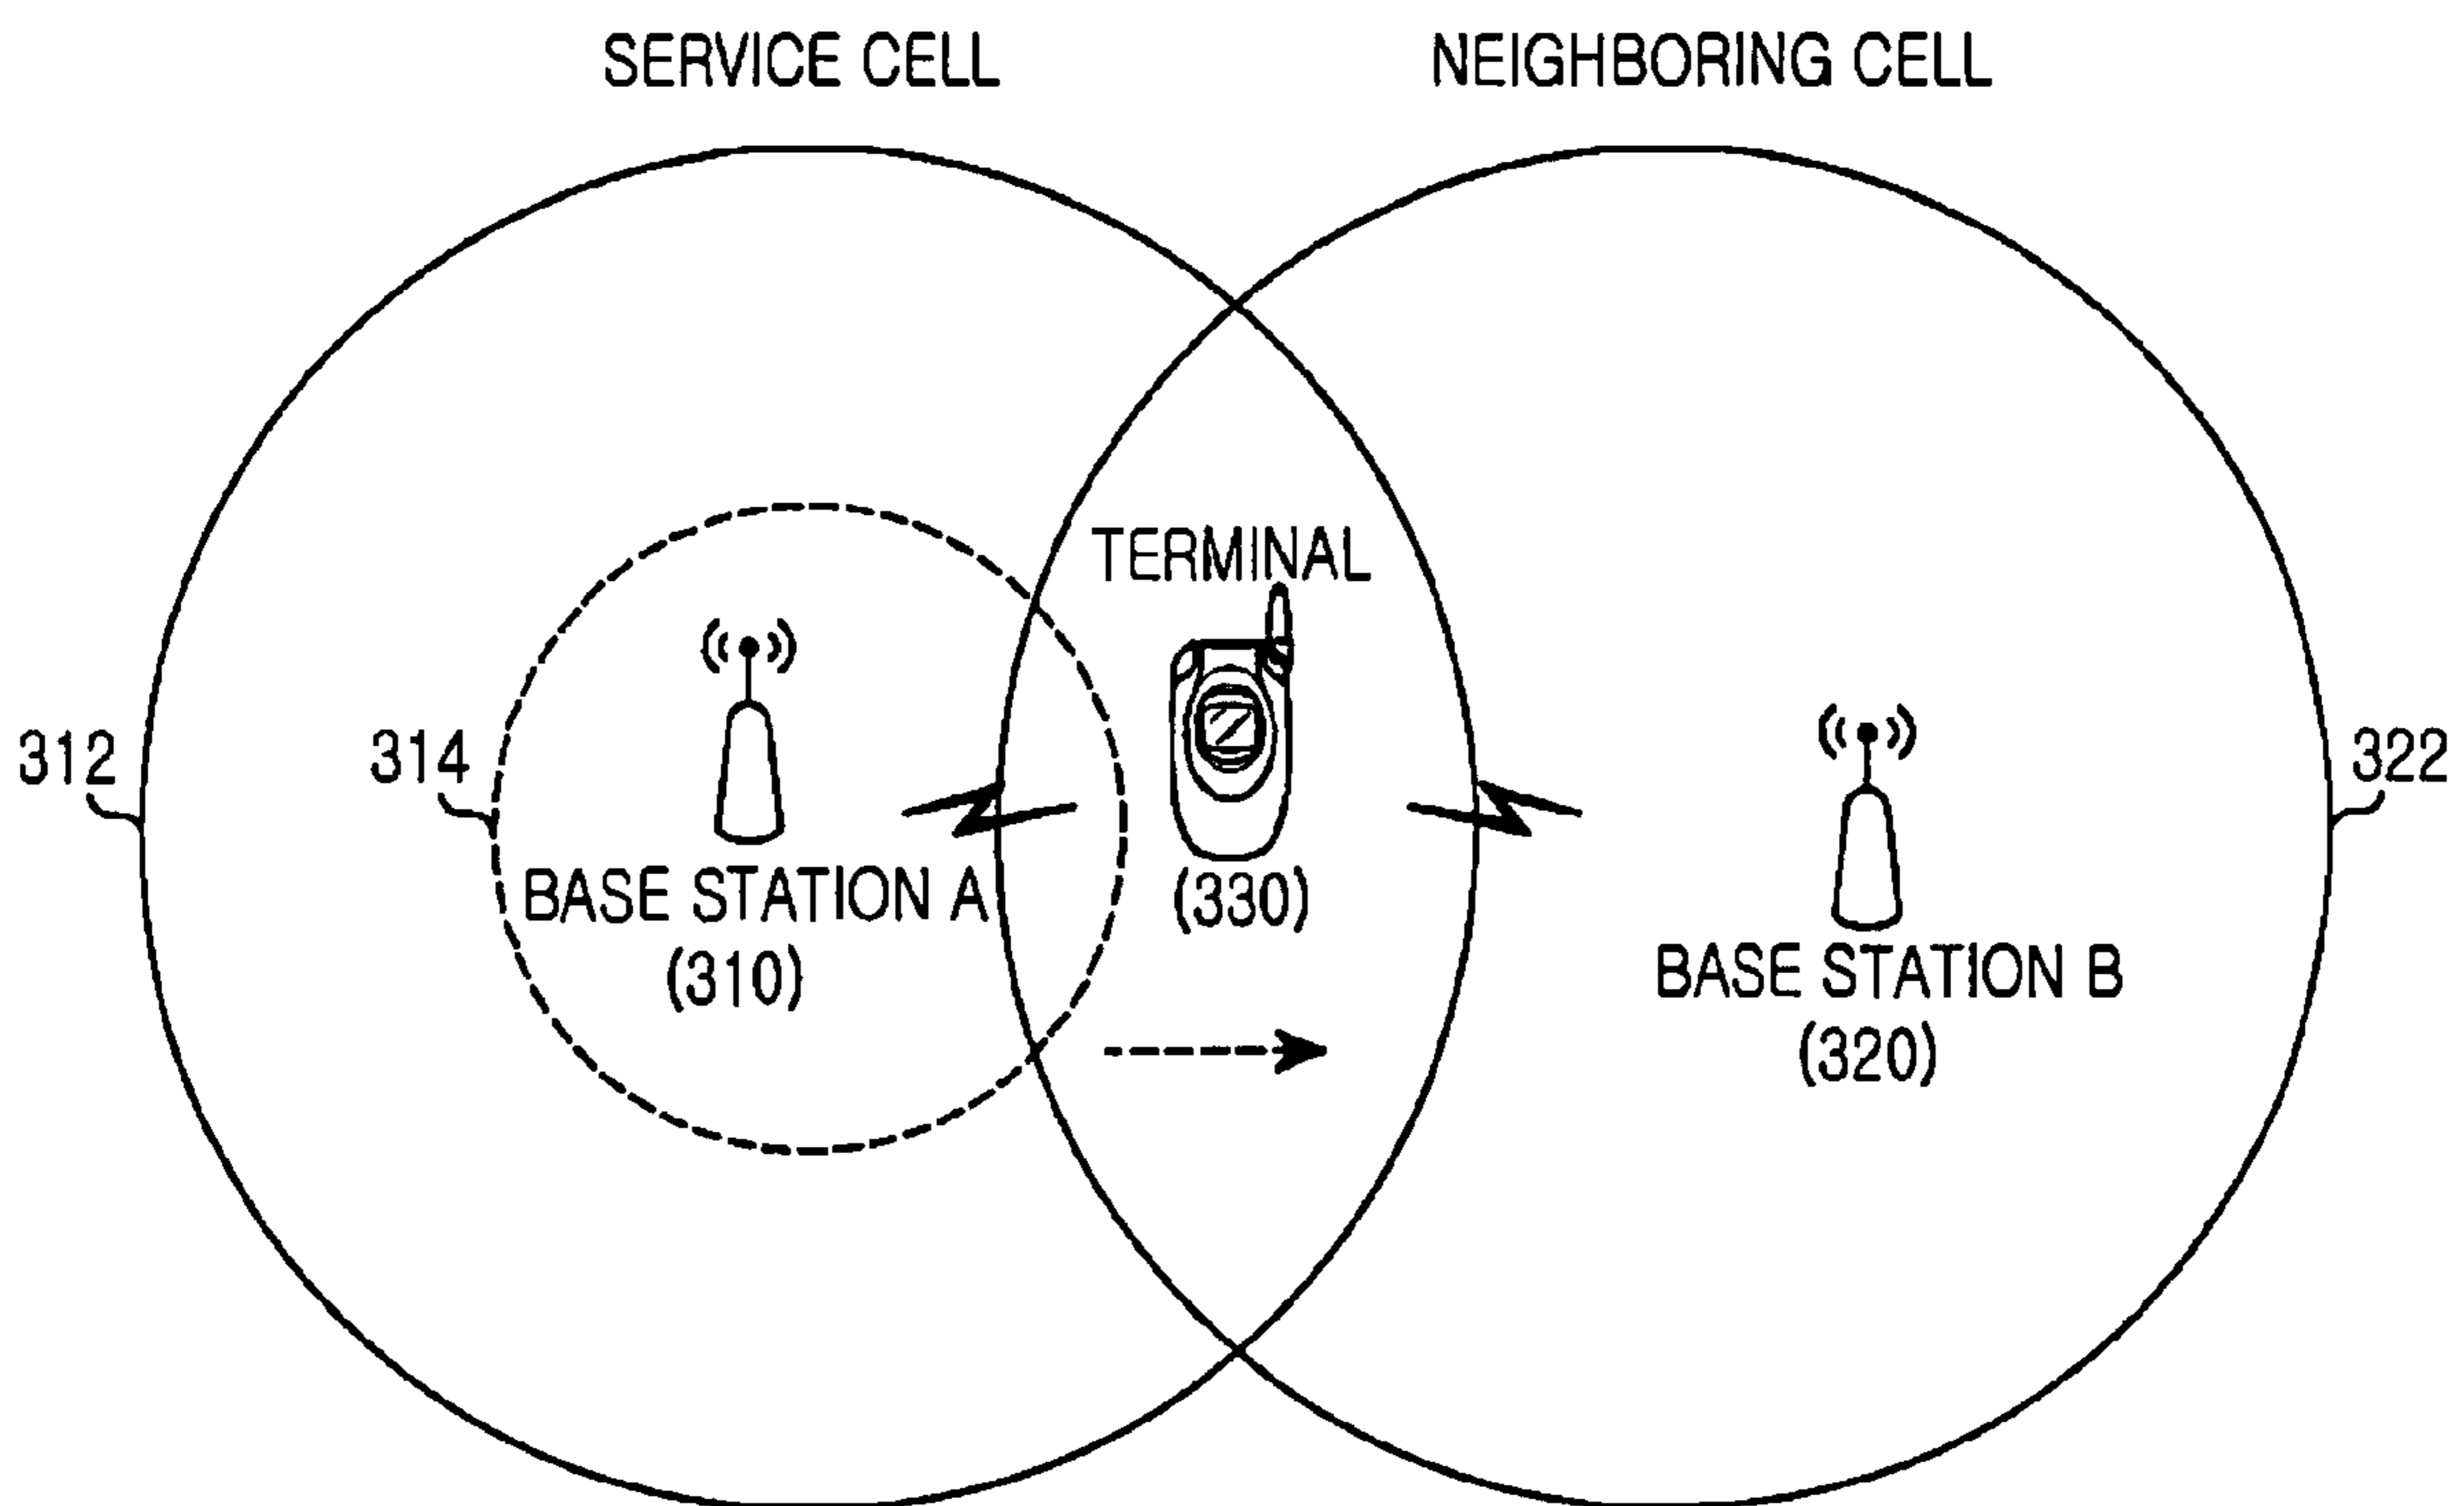 SERVICE CELL
NEIGHBORING CELL
TERMINAL
312
314
322
BASE STATION A
(310)
(330)
BASE STATION B
(320)